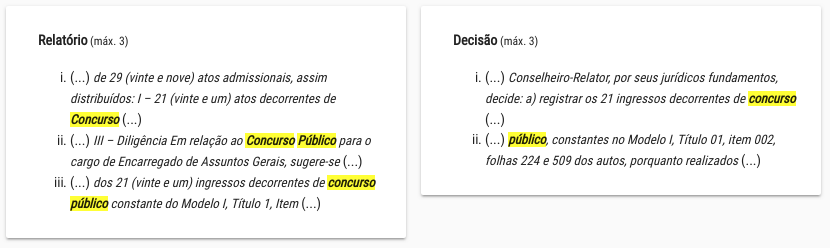 Relatório (máx. 3)
i. (...) de 29 (vinte e nove) atos admissionais, assim
distribuídos: I – 21 (vinte e um) atos decorrentes de
Concurso (...)
ii. (...) III – Diligência Em relação ao Concurso Público para o
cargo de Encarregado de Assuntos Gerais, sugere-se (...)
iii. (...) dos 21 (vinte e um) ingressos decorrentes de concurso
público constante do Modelo I, Título 1, Item (...)
Decisão (máx. 3)
i. (...) Conselheiro-Relator, por seus jurídicos fundamentos,
decide: a) registrar os 21 ingressos decorrentes de concurso
(...)
ii. (...) público, constantes no Modelo I, Título 01, item 002,
folhas 224 e 509 dos autos, porquanto realizados (...)